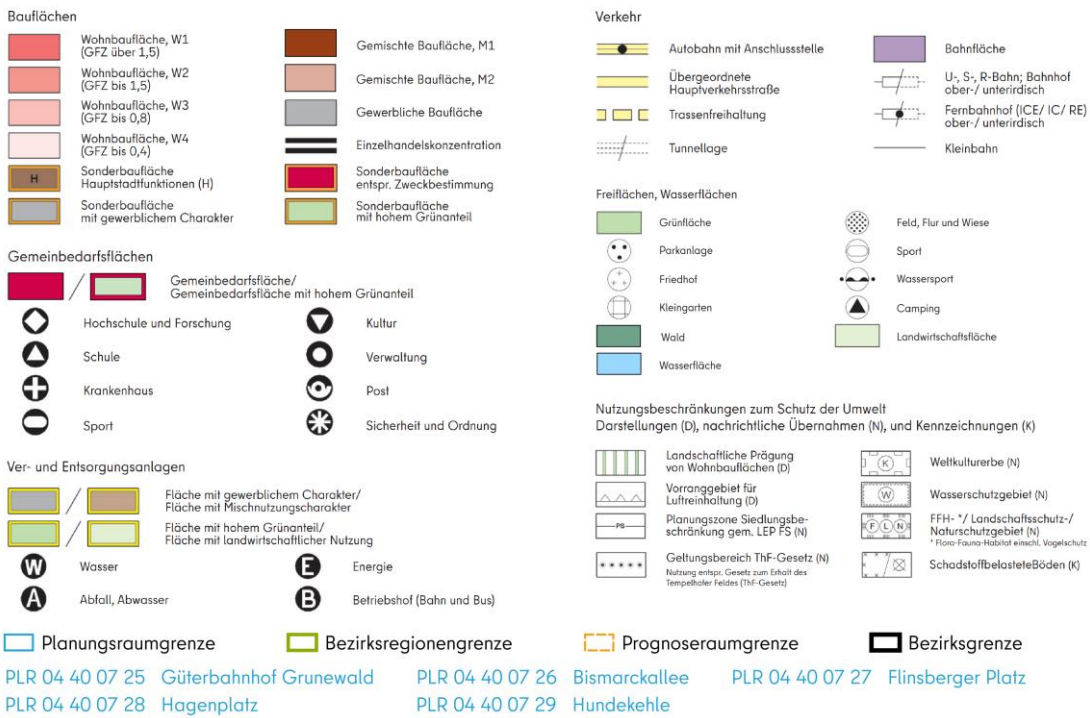 Bauflächen
Wohnbaufläche, W1
(GFZ über 1,5)
Wohnbaufläche, W2
(GFZ bis 1,5)
Wohnbaufläche, W3
(GFZ bis 0,8)
Wohnbaufläche, W4
(GFZ bis 0,4)
H
Sonderbaufläche
Hauptstadtfunktionen (H)
Sonderbaufläche
mit gewerblichem Charakter
Gemischte Baufläche, M1
Gemischte Baufläche, M2
Gewerbliche Baufläche
Einzelhandelskonzentration
Sonderbaufläche
entspr. Zweckbestimmung
Sonderbaufläche
mit hohem Grünanteil
Gemeinbedarfsflächen
Gemeinbedarfsfläche/
Gemeinbedarfsfläche mit hohem Grünanteil
Hochschule und Forschung
Schule
Krankenhaus
Sport
Kultur
Verwaltung
Post
Sicherheit und Ordnung
Ver- und Entsorgungsanlagen
Fläche mit gewerblichem Charakter/
Fläche mit Mischnutzungscharakter
Fläche mit hohem Grünanteil/
Fläche mit landwirtschaftlicher Nutzung
W Wasser
A Abfall, Abwasser
E Energie
B Betriebshof (Bahn und Bus)
Verkehr
Autobahn mit Anschlussstelle
Übergeordnete
Hauptverkehrsstraße
Trassenfreihaltung
Tunnellage
Bahnfläche
U-, S-, R-Bahn; Bahnhof
ober-/ unterirdisch
Fernbahnhof (ICE/ IC/ RE)
ober-/ unterirdisch
Kleinbahn
Freiflächen, Wasserflächen
Grünfläche
Parkanlage
Friedhof
Kleingarten
Wald
Wasserfläche
Feld, Flur und Wiese
Sport
Wassersport
Camping
Landwirtschaftsfläche
Nutzungsbeschränkungen zum Schutz der Umwelt
Darstellungen (D), nachrichtliche Übernahmen (N), und Kennzeichnungen (K)
Landschaftliche Prägung
von Wohnbauflächen (D)
Vorranggebiet für
Luftreinhaltung (D)
PS
Planungszone Siedlungsbe-
schränkung gem. LEP FS (N)
Geltungsbereich ThF-Gesetz (N)
Nutzung entspr. Gesetz zum Erhalt des
Tempelhofer Feldes (ThF-Gesetz)
K Weltkulturerbe (N)
W Wasserschutzgebiet (N)
F L N
FFH- */ Landschaftsschutz-/
Naturschutzgebiet (N)
* Flora-Fauna-Habitat einschl. Vogelschutz
SchadstoffbelasteteBöden (K)
Planungsraumgrenze Bezirksregionengrenze Prognoseraumgrenze Bezirksgrenze
PLR 04 40 07 25 Güterbahnhof Grunewald PLR 04 40 07 26 Bismarckallee PLR 04 40 07 27 Flinsberger Platz
PLR 04 40 07 28 Hagenplatz PLR 04 40 07 29 Hundekehle